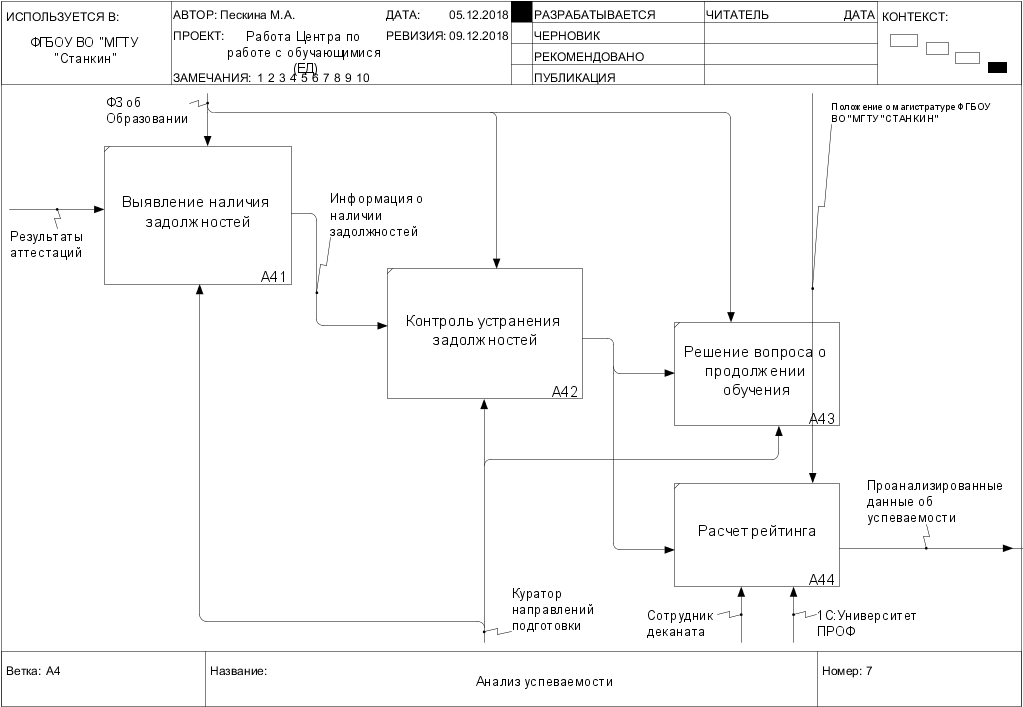 ИСПОЛЬЗУЕТСЯ В:
ФГБОУ ВО "МГТУ
"Станкин"
АВТОР: Пескина М.А.
ДАТА: 05.12.2018
ПРОЕКТ: Работа Центра по
работе с обучающимися
(ЕД)
РЕВИЗИЯ: 09.12.2018
ЗАМЕЧАНИЯ: 1 2 3 4 5 6 7 8 9 10
РАЗРАБАТЫВАЕТСЯ
ЧЕРНОВИК
РЕКОМЕНДОВАНО
ПУБЛИКАЦИЯ
ЧИТАТЕЛЬ ДАТА
КОНТЕКСТ:
ФЗ об
Образовании
Положение о магистратуре ФГБОУ
ВО "МГТУ "СТАНКИН"
Выявление наличия
задолжностей
A41
Результаты
аттестаций
Информация о
наличии
задолжностей
Контроль устранения
задолжностей
A42
Решение вопроса о
продолжении
обучения
A43
Расчет рейтинга
A44
Проанализированные
данные об
успеваемости
Куратор
направлений
подготовки
Сотрудник
деканата
1С:Университет
ПРОФ
Ветка: A4
Название:
Анализ успеваемости
Номер: 7